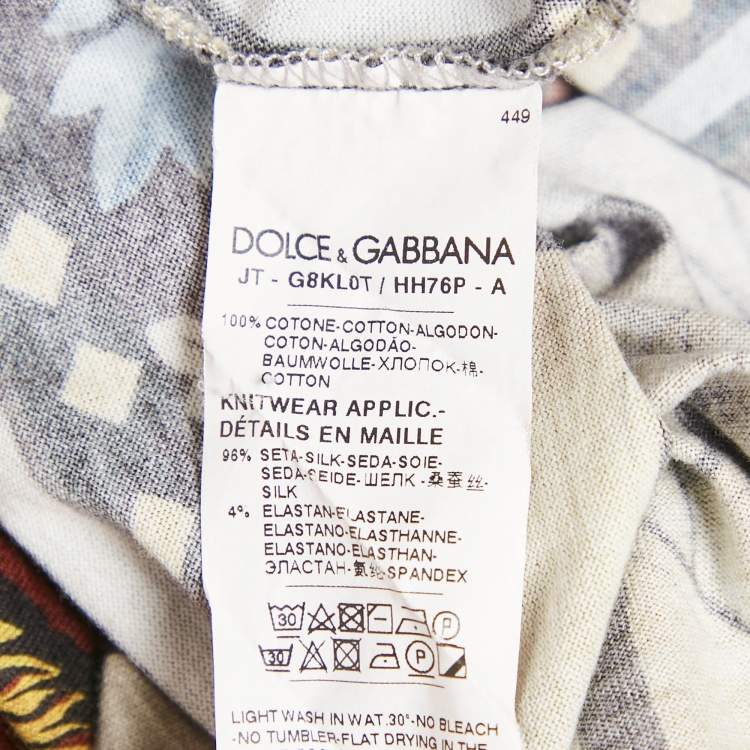 449
DOLCE & GABBANA
JT - G8KL0T / HH76P - A
100% COTONE-COTTON-ALGODON-
COTON-ALGODÃO-
BAUMWOLLE-ХЛОПОК-棉-
COTTON
KNITWEAR APPLIC.-
DÉTAILS EN MAILLE
96% SETA-SILK-SEDA-SOIE-
SEDA-SEIDE-ШЕЛК-桑蚕丝-
SILK
4% ELASTAN-ELASTANE-
ELASTANO-ELASTHANNE-
ELASTANO-ELASTHAN-
ЭЛАСТАН-氨纶-SPANDEX
30 P
30 P
LIGHT WASH IN WAT.30°-NO BLEACH
-NO TUMBLER-FLAT DRYING IN THE